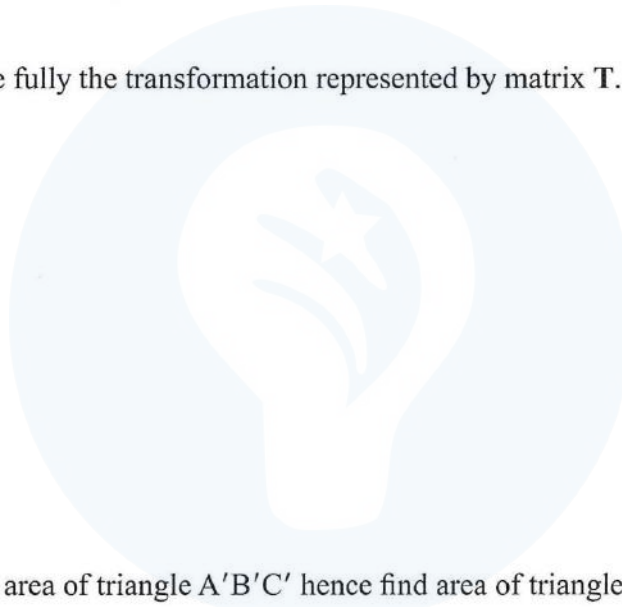 e fully the transformation represented by matrix T.
area of triangle A′B′C′ hence find area of triangle